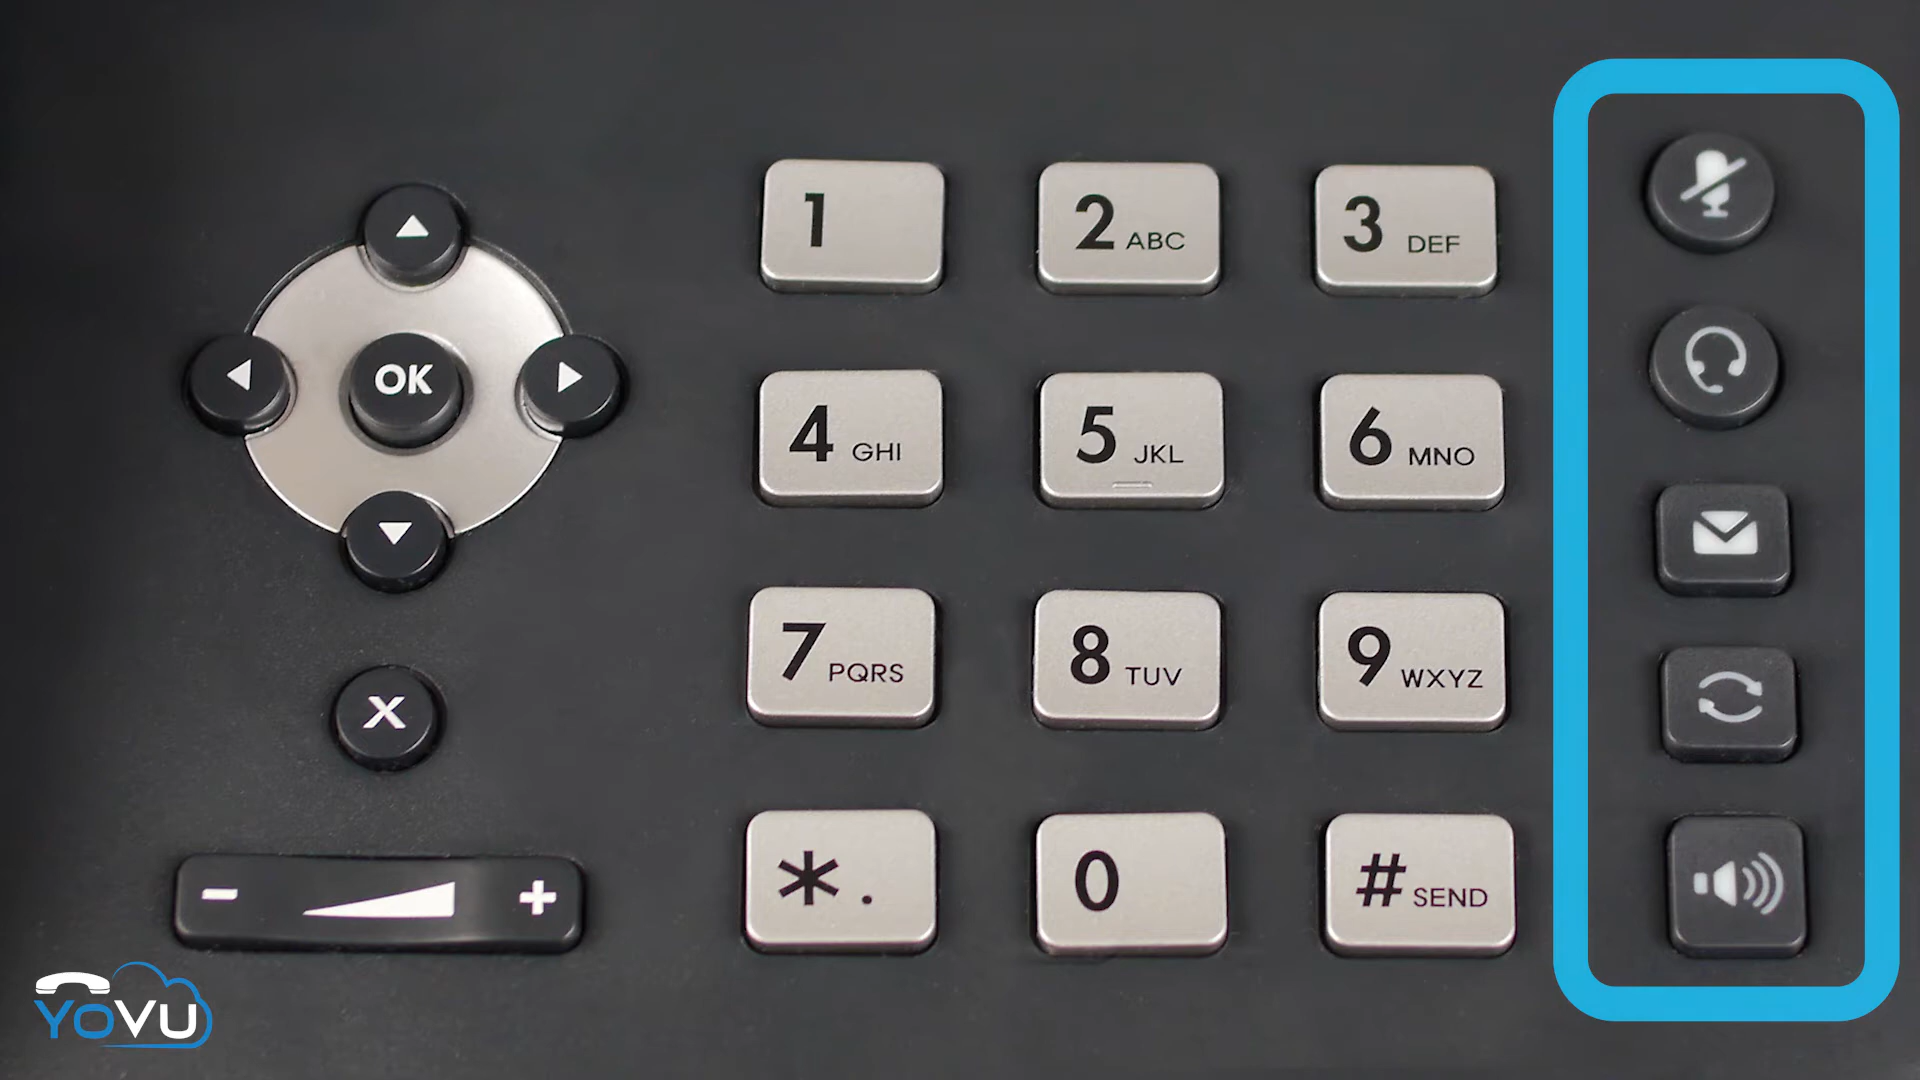 1
2 ABC
3 DEF
OK
4 GHI
5 JKL
6 MNO
7 PQRS
8 TUV
9 WXYZ
X
* .
0
# SEND
- +
YOVU